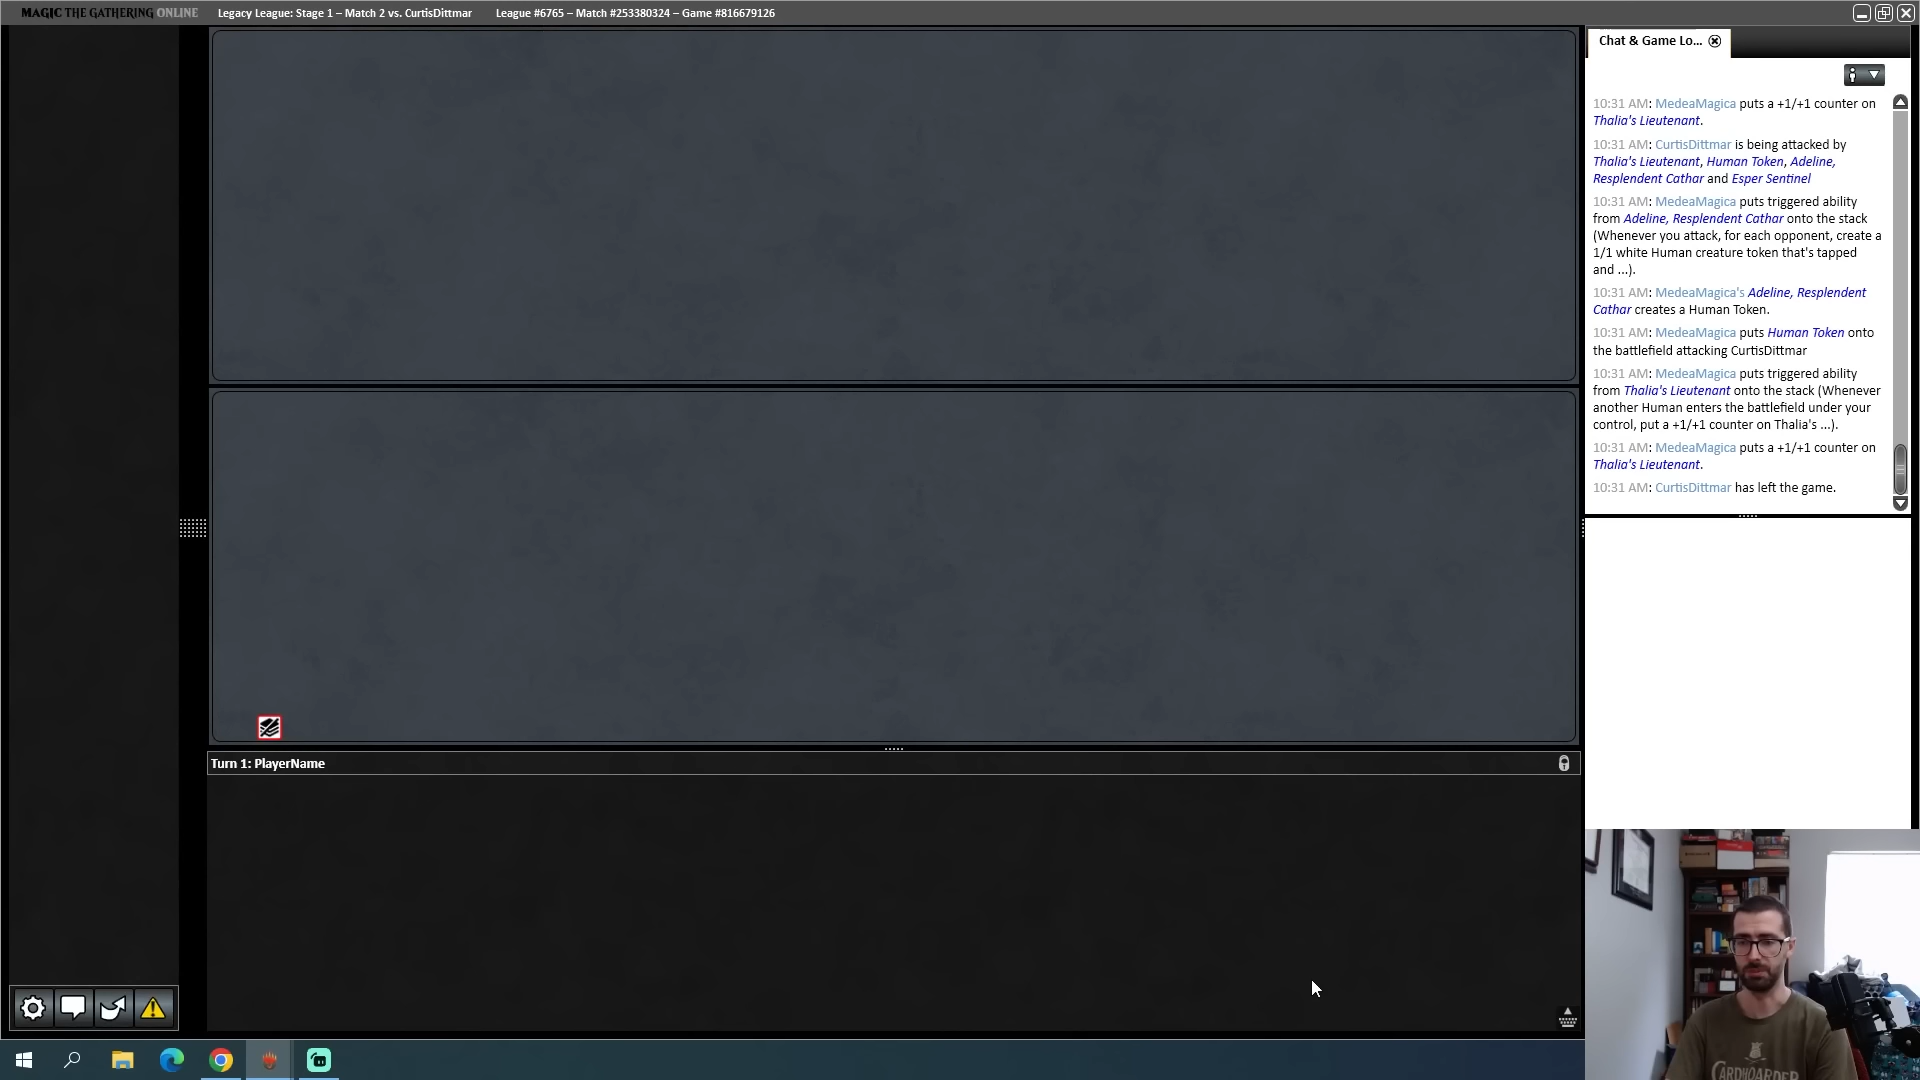 MAGIC THE GATHERING ONLINE Legacy League: Stage 1 – Match 2 vs. CurtisDittmar League #6765 – Match #253380324 – Game #816679126
Chat & Game Lo...
10:31 AM: MedeaMagica puts a +1/+1 counter on
Thalia's Lieutenant.
10:31 AM: CurtisDittmar is being attacked by
Thalia's Lieutenant, Human Token, Adeline,
Resplendent Cathar and Esper Sentinel
10:31 AM: MedeaMagica puts triggered ability
from Adeline, Resplendent Cathar onto the stack
(Whenever you attack, for each opponent, create a
1/1 white Human creature token that's tapped
and ...).
10:31 AM: MedeaMagica's Adeline, Resplendent
Cathar creates a Human Token.
10:31 AM: MedeaMagica puts Human Token onto
the battlefield attacking CurtisDittmar
10:31 AM: MedeaMagica puts triggered ability
from Thalia's Lieutenant onto the stack (Whenever
another Human enters the battlefield under your
control, put a +1/+1 counter on Thalia's ...).
10:31 AM: MedeaMagica puts a +1/+1 counter on
Thalia's Lieutenant.
10:31 AM: CurtisDittmar has left the game.
Turn 1: PlayerName
CARDHOARDER